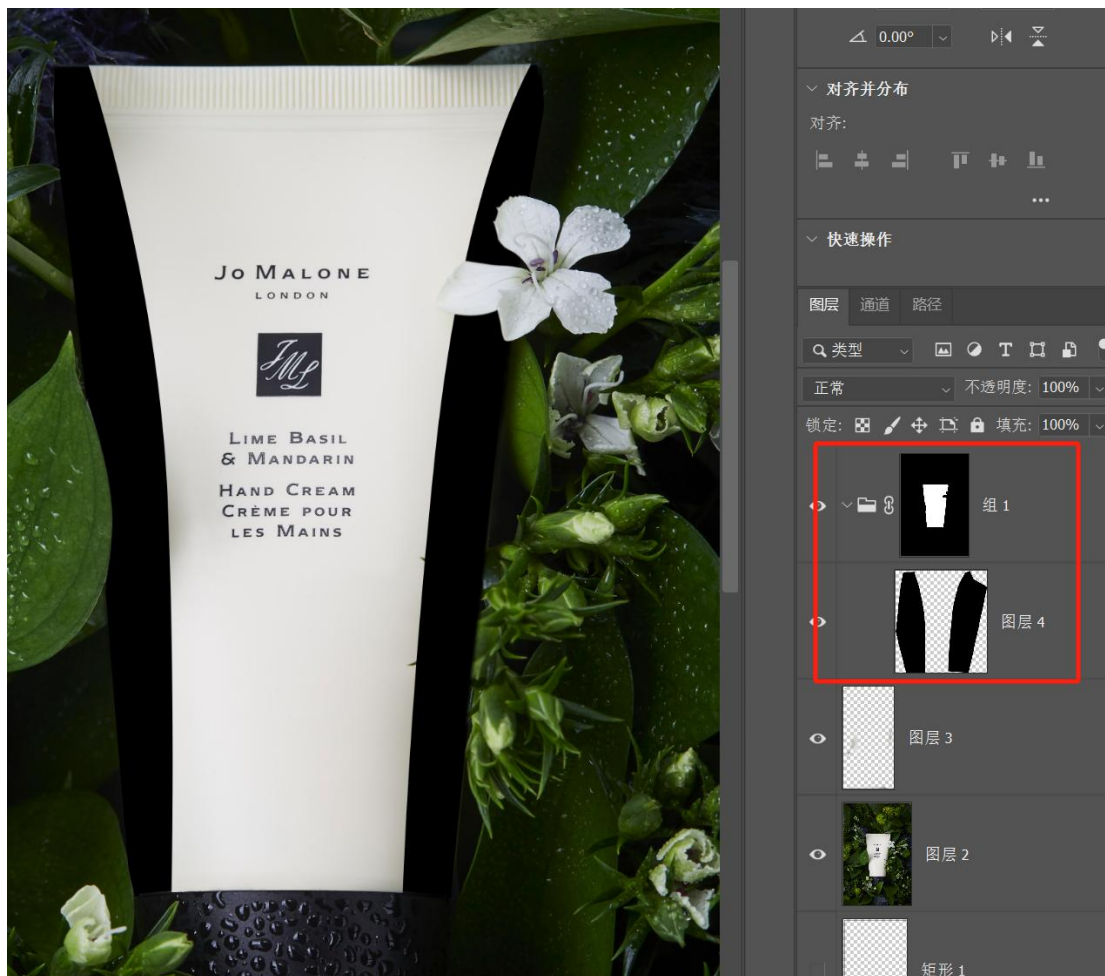 0.00°
对齐并分布
对齐:
快速操作
图层 通道 路径
类型
正常 不透明度: 100%
锁定: 填充: 100%
组 1
图层 4
图层 3
图层 2
矩形 1
JO MALONE
LONDON
JML
LIME BASIL
& MANDARIN
HAND CREAM
CRÈME POUR
LES MAINS